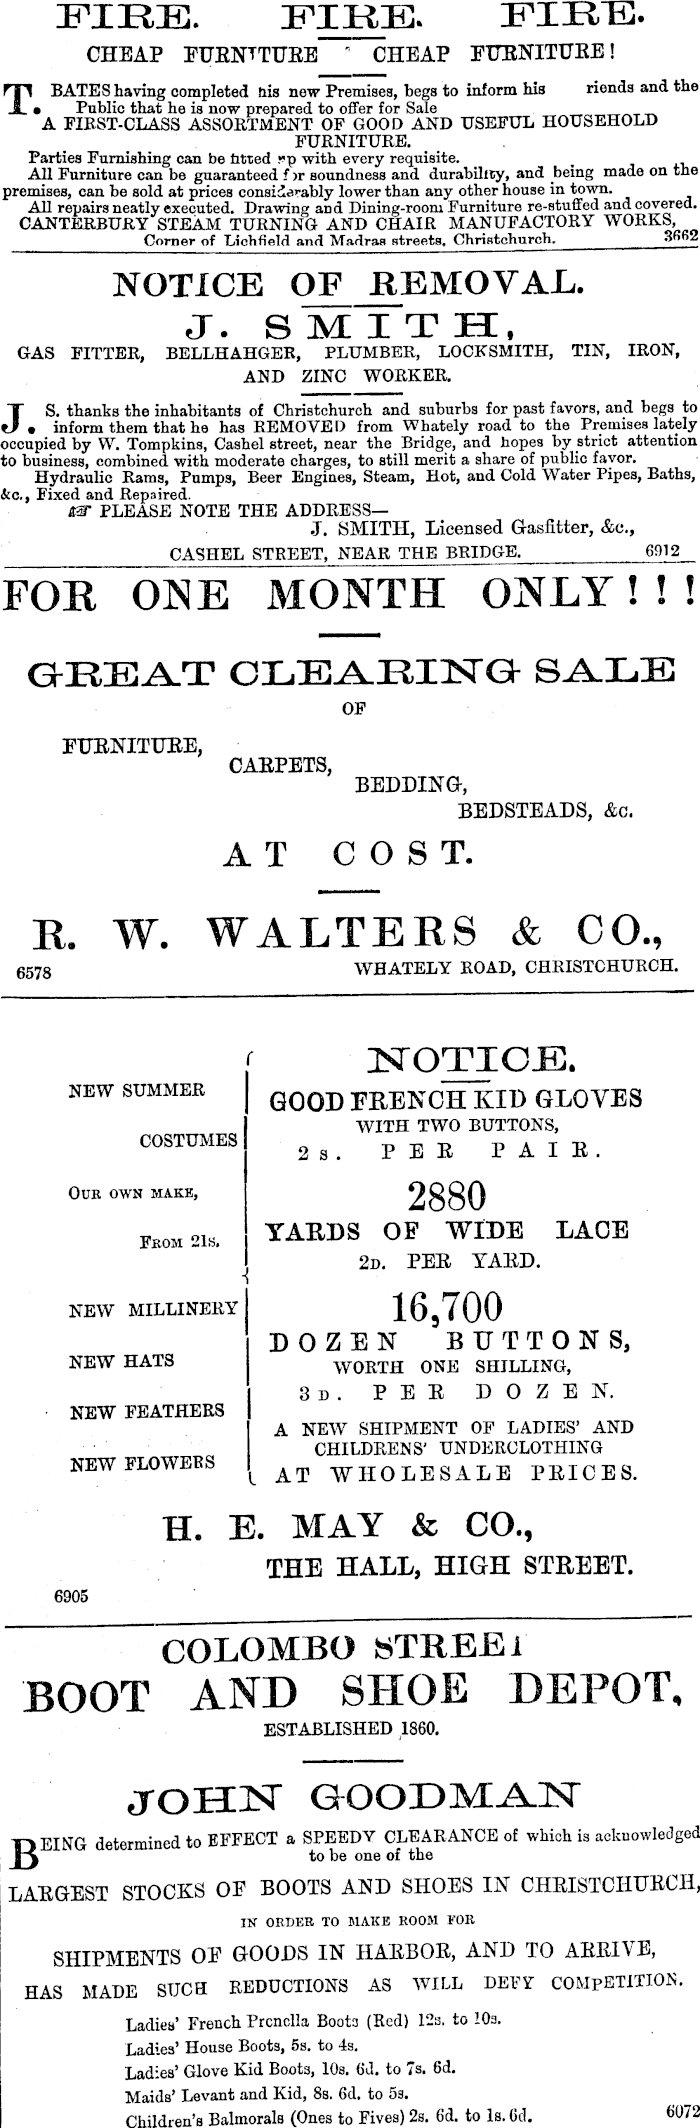 FIRE. FIRE. FIRE.
CHEAP FURNITURE CHEAP FURNITURE!
T. BATES having completed his new Premises, begs to inform his riends and the
Public that he is now prepared to offer for Sale
A FIRST-CLASS ASSORTMENT OF GOOD AND USEFUL HOUSEHOLD
FURNITURE.
Parties Furnishing can be fitted up with every requisite.
All Furniture can be guaranteed for soundness and durability, and being made on the
premises, can be sold at prices considerably lower than any other house in town.
All repairs neatly executed. Drawing and Dining-room Furniture re-stuffed and covered.
CANTERBURY STEAM TURNING AND CHAIR MANUFACTORY WORKS,
Corner of Lichfield and Madras streets, Christchurch. 3662
NOTICE OF REMOVAL.
J. SMITH,
GAS FITTER, BELLHAHGER, PLUMBER, LOCKSMITH, TIN, IRON,
AND ZINC WORKER.
J. S. thanks the inhabitants of Christchurch and suburbs for past favors, and begs to
inform them that he has REMOVED from Whately road to the Premises lately
occupied by W. Tompkins, Cashel street, near the Bridge, and hopes by strict attention
to business, combined with moderate charges, to still merit a share of public favor.
Hydraulic Rams, Pumps, Beer Engines, Steam, Hot, and Cold Water Pipes, Baths,
&c., Fixed and Repaired.
☞ PLEASE NOTE THE ADDRESS—
J. SMITH, Licensed Gasfitter, &c.,
CASHEL STREET, NEAR THE BRIDGE. 6912
FOR ONE MONTH ONLY!!!
GREAT CLEARING SALE
OF
FURNITURE,
CARPETS,
BEDDING,
BEDSTEADS, &c.
AT COST.
R. W. WALTERS & CO.,
6578 WHATELY ROAD, CHRISTCHURCH.
NEW SUMMER
COSTUMES
OUR OWN MAKE,
FROM 21s.
NEW MILLINERY
NEW HATS
NEW FEATHERS
NEW FLOWERS
NOTICE.
GOOD FRENCH KID GLOVES
WITH TWO BUTTONS,
2s. PER PAIR.
2880
YARDS OF WIDE LACE
2D. PER YARD.
16,700
DOZEN BUTTONS,
WORTH ONE SHILLING,
3D. PER DOZEN.
A NEW SHIPMENT OF LADIES' AND
CHILDRENS' UNDERCLOTHING
AT WHOLESALE PRICES.
H. E. MAY & CO.,
THE HALL, HIGH STREET.
6905
COLOMBO STREET
BOOT AND SHOE DEPOT,
ESTABLISHED 1860.
JOHN GOODMAN
BEING determined to EFFECT a SPEEDY CLEARANCE of which is acknowledged
to be one of the
LARGEST STOCKS OF BOOTS AND SHOES IN CHRISTCHURCH,
IN ORDER TO MAKE ROOM FOR
SHIPMENTS OF GOODS IN HARBOR, AND TO ARRIVE,
HAS MADE SUCH REDUCTIONS AS WILL DEFY COMPETITION.
Ladies' French Prenella Boots (Red) 12s. to 10s.
Ladies' House Boots, 5s. to 4s.
Ladies' Glove Kid Boots, 10s. 6d. to 7s. 6d.
Maids' Levant and Kid, 8s. 6d. to 5s.
Children's Balmorals (Ones to Fives) 2s. 6d. to 1s. 6d. 6072